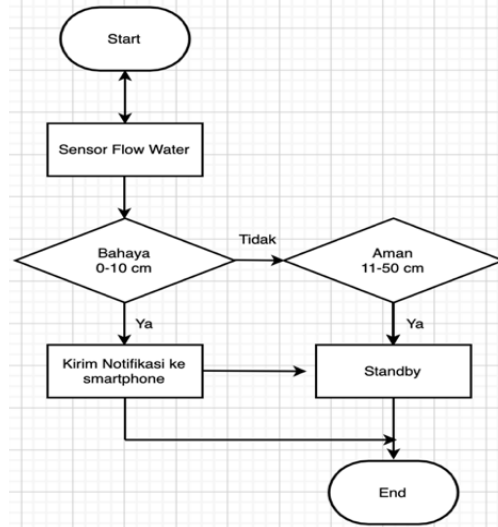 Start
Sensor Flow Water
Bahaya
0-10 cm
Tidak
Aman
11-50 cm
Ya
Ya
Kirim Notifikasi ke
smartphone
Standby
End